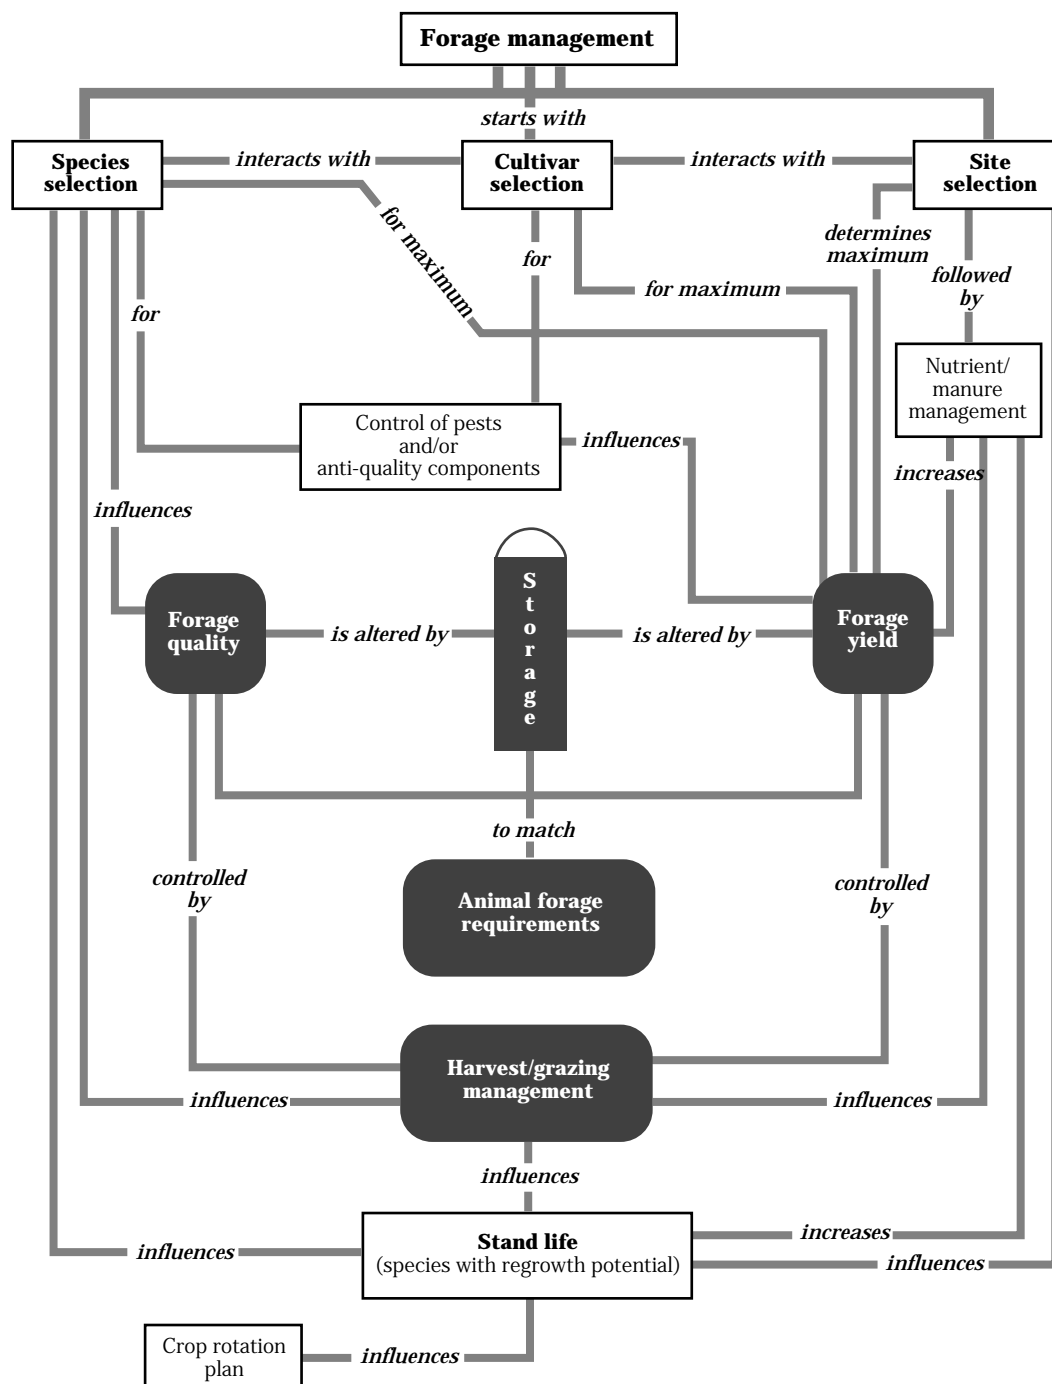 Forage management
starts with
Species
selection
interacts with
Cultivar
selection
interacts with
Site
selection
for maximum
for
for maximum
determines
maximum
followed
by
for
Nutrient/
manure
management
Control of pests
and/or
anti-quality components
influences
increases
influences
Storage
Forage
quality
is altered by
is altered by
Forage
yield
to match
controlled
by
Animal forage
requirements
controlled
by
Harvest/grazing
management
influences
influences
influences
Stand life
(species with regrowth potential)
increases
influences
influences
Crop rotation
plan
influences